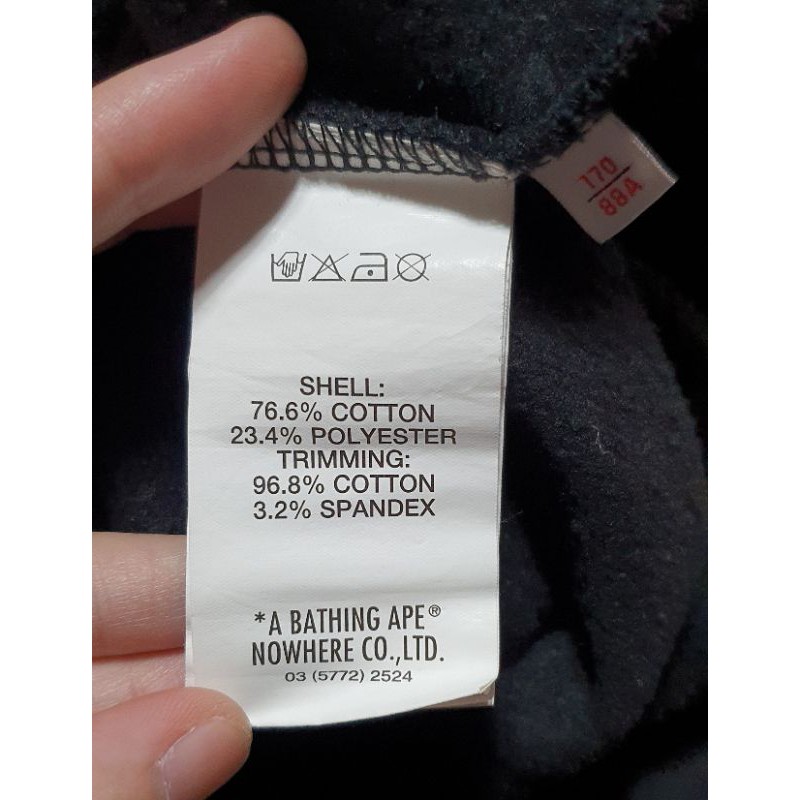 170
88A
SHELL:
76.6% COTTON
23.4% POLYESTER
TRIMMING:
96.8% COTTON
3.2% SPANDEX
*A BATHING APE®
NOWHERE CO.,LTD.
03 (5772) 2524